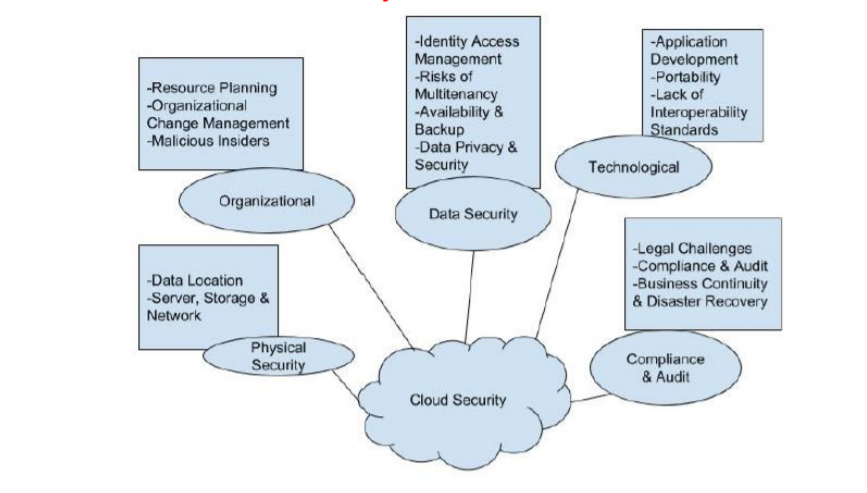 -Identity Access
Management
-Risks of
Multitenancy
-Availability &
Backup
-Data Privacy &
Security
-Application
Development
-Portability
-Lack of
Interoperability
Standards
-Resource Planning
-Organizational
Change Management
-Malicious Insiders
Organizational
Data Security
Technological
-Data Location
-Server, Storage &
Network
-Legal Challenges
-Compliance & Audit
-Business Continuity
& Disaster Recovery
Physical
Security
Compliance
& Audit
Cloud Security